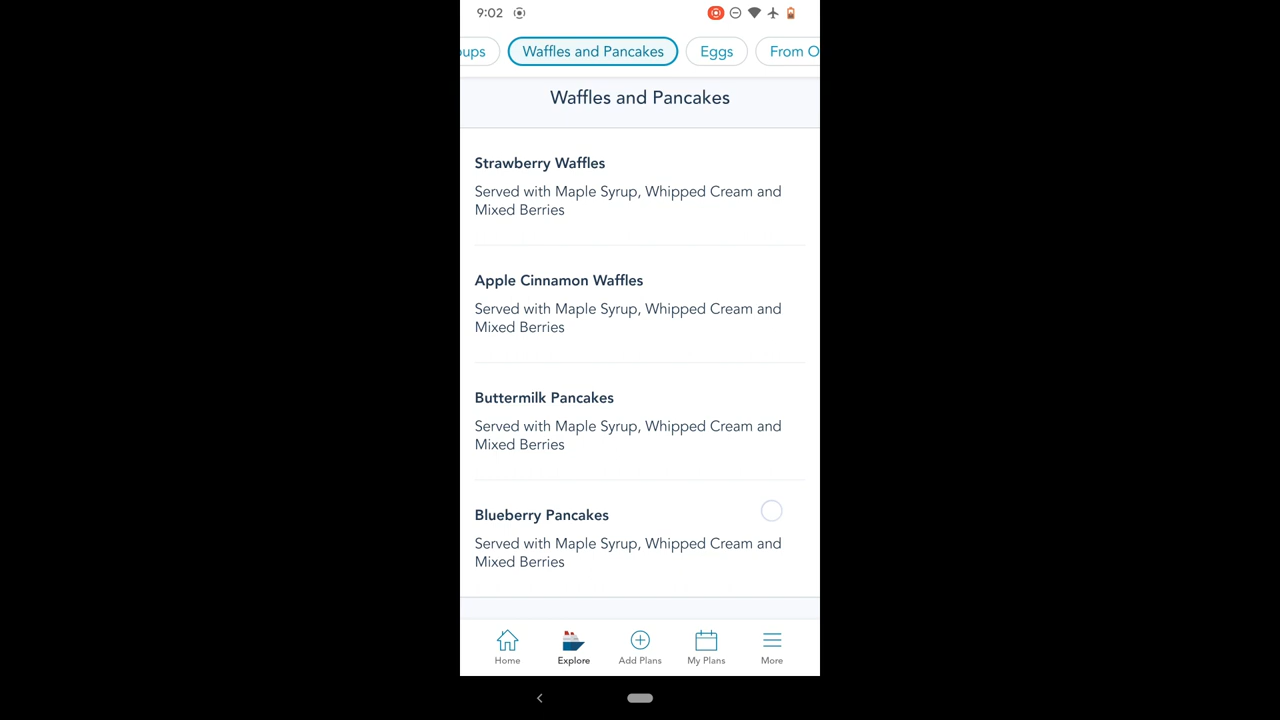 9:02
oups
Waffles and Pancakes
Eggs
From O
Waffles and Pancakes
Strawberry Waffles
Served with Maple Syrup, Whipped Cream and
Mixed Berries
Apple Cinnamon Waffles
Served with Maple Syrup, Whipped Cream and
Mixed Berries
Buttermilk Pancakes
Served with Maple Syrup, Whipped Cream and
Mixed Berries
Blueberry Pancakes
Served with Maple Syrup, Whipped Cream and
Mixed Berries
Home
Explore
Add Plans
My Plans
More